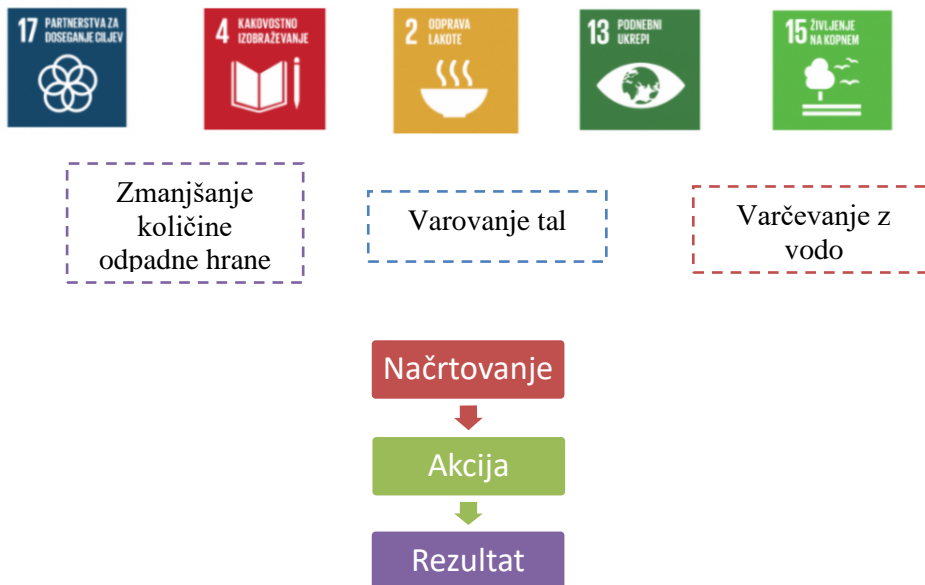 17 PARTNERSTVA ZA
DOSEGANJE CILJEV
4 KAKOVOSTNO
IZOBRAŽEVANJE
2 ODPRAVA
LAKOTE
13 PODNEBNI
UKREPI
15 ŽIVLJENJE
NA KOPNEM
Zmanjšanje
količine
odpadne hrane
Varovanje tal
Varčevanje z
vodo
Načrtovanje
Akcija
Rezultat